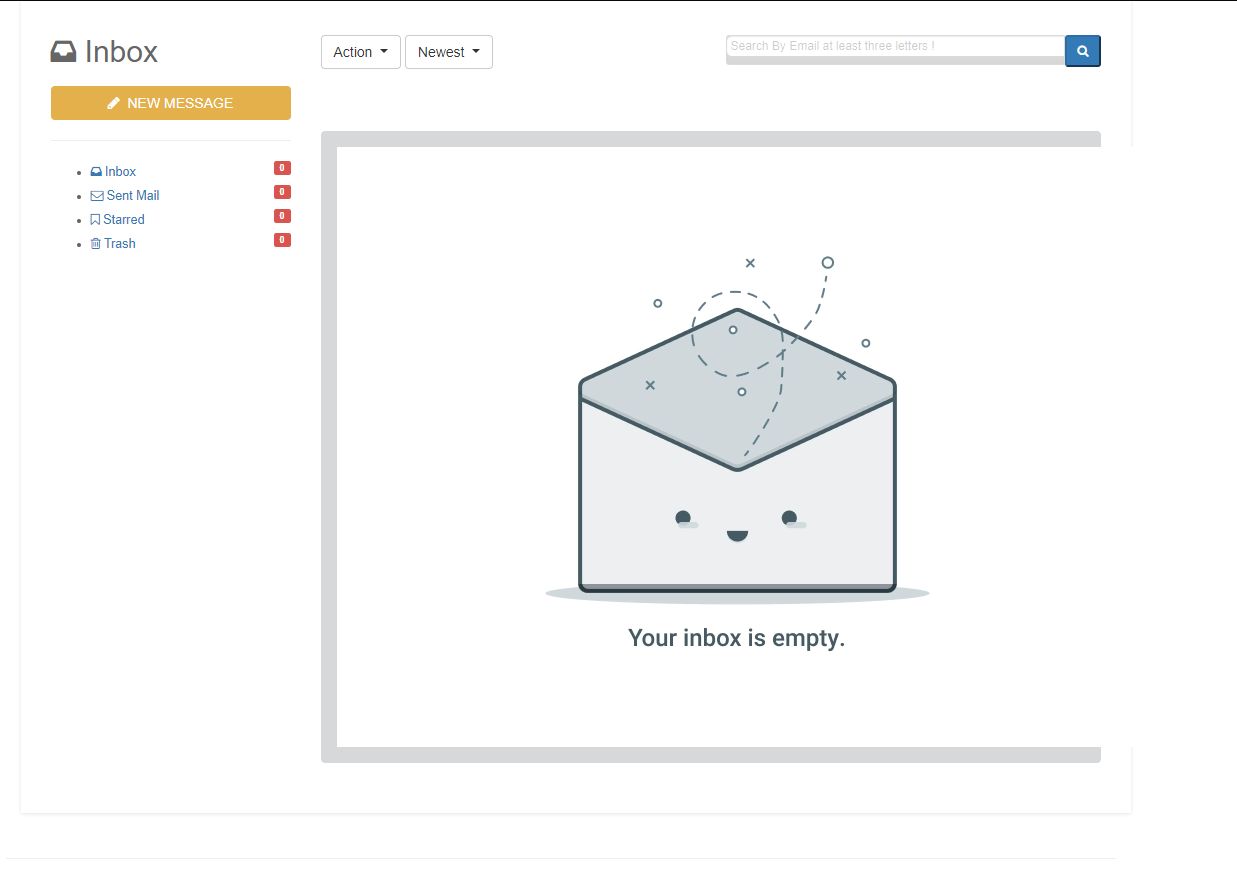 Inbox
Action
Newest
Search By Email at least three letters !
NEW MESSAGE
Inbox 0
Sent Mail 0
Starred 0
Trash 0
Your inbox is empty.